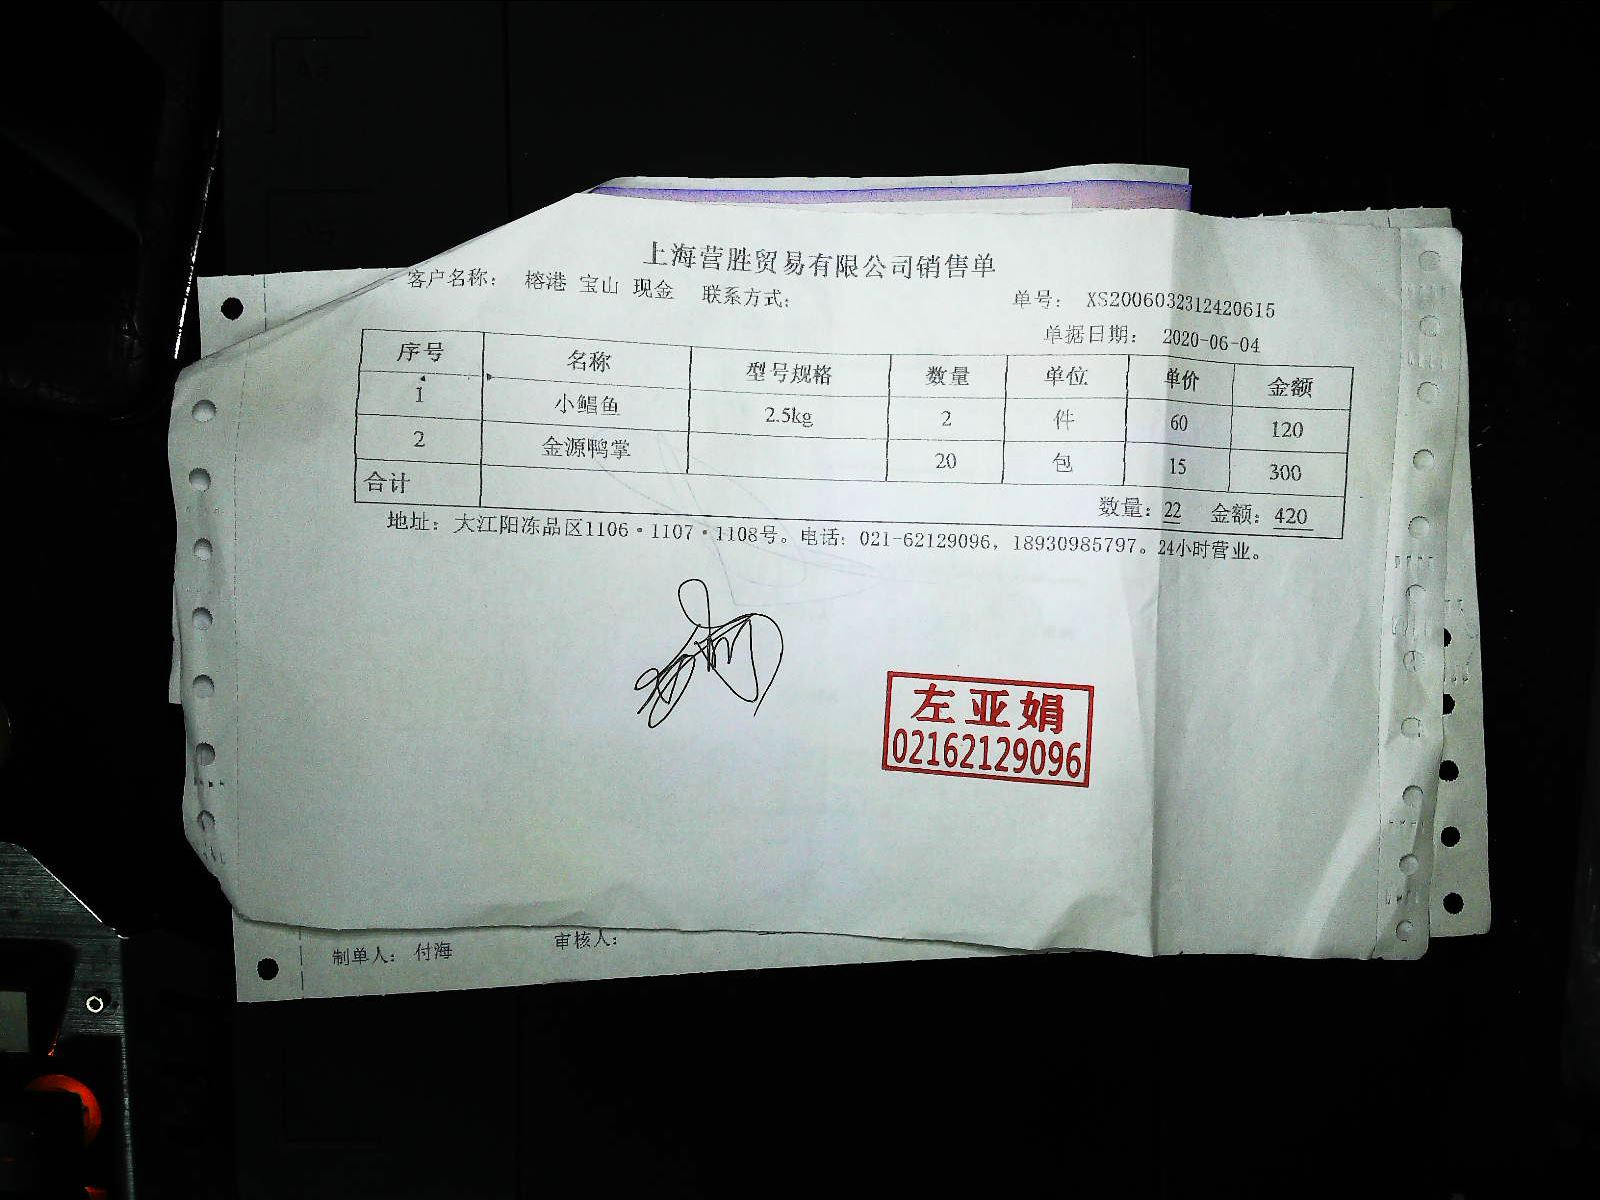 上海营胜贸易有限公司销售单
客户名称： 榕港 宝山 现金 联系方式： 单号： XS2006032312420615
单据日期： 2020-06-04
序号 名称 型号规格 数量 单位 单价 金额
1 小鲳鱼 2.5kg 2 件 60 120
2 金源鸭掌 20 包 15 300
合计 数量：22 金额：420
地址：大江阳冻品区1106·1107·1108号。电话：021-62129096，18930985797。24小时营业。
左亚娟
02162129096
制单人： 付海 审核人：